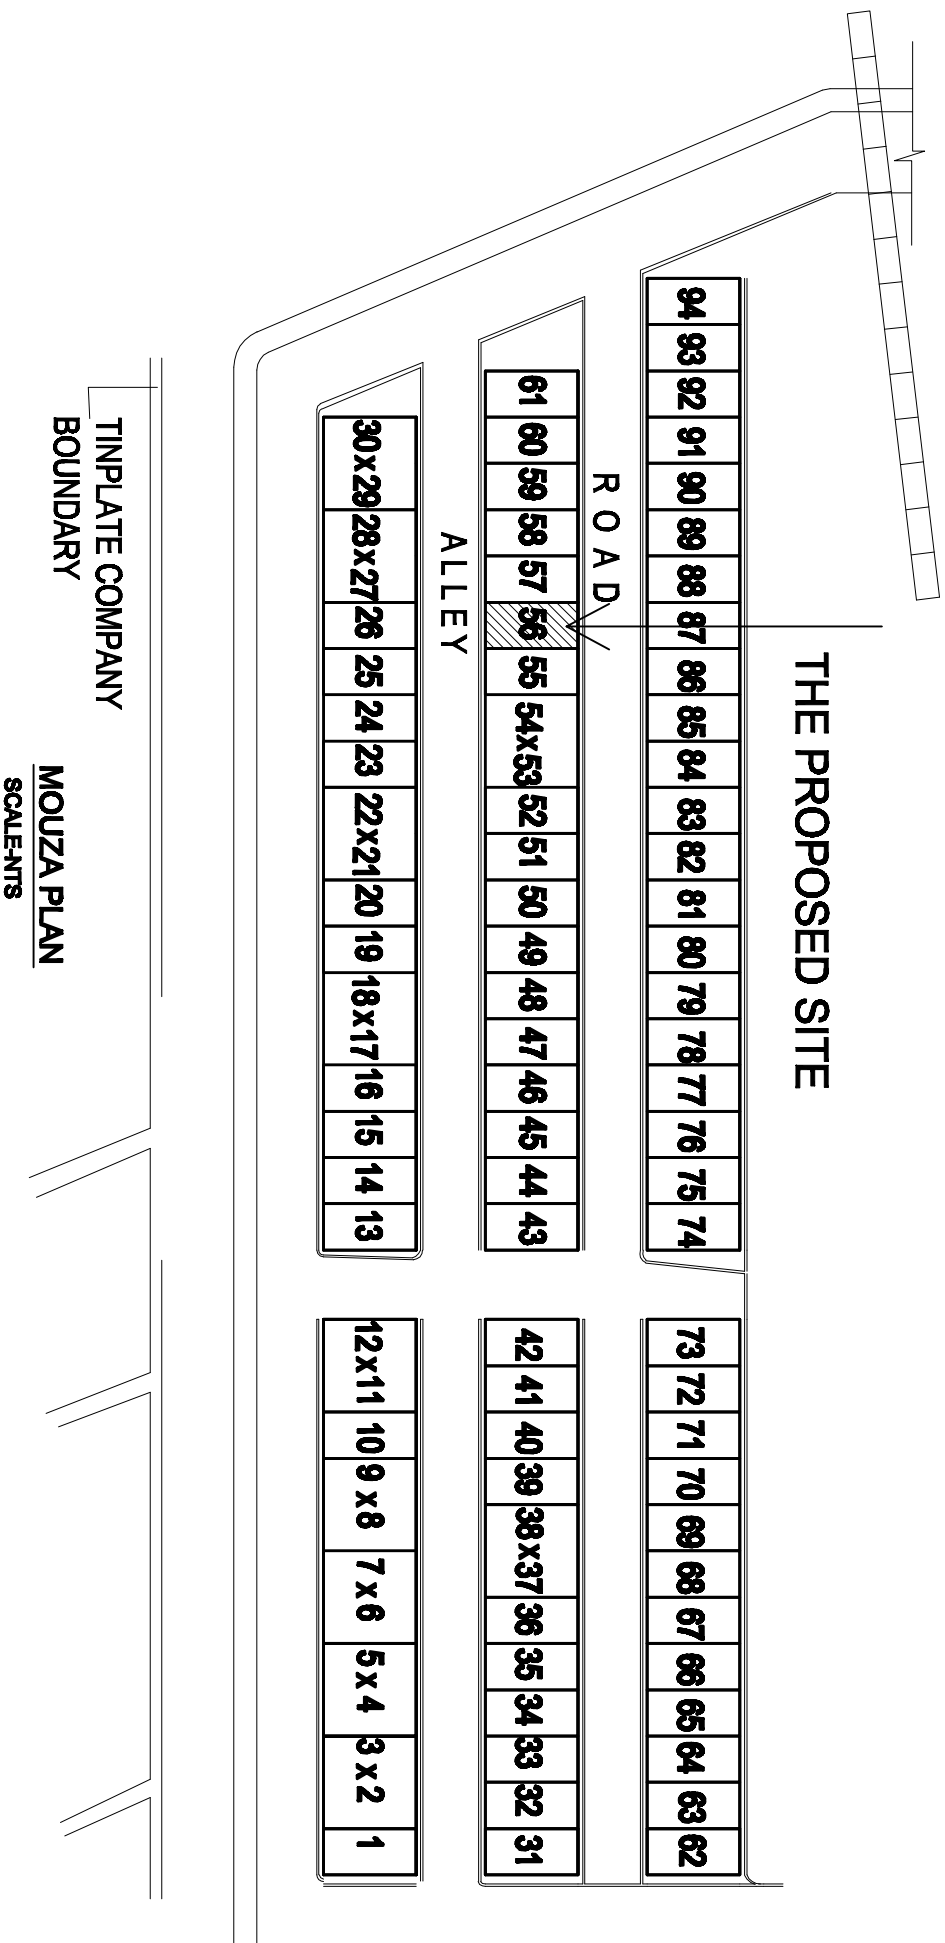 THE PROPOSED SITE
94 93 92 91 90 89 88 87 86 85 84 83 82 81 80 79 78 77 76 75 74 73 72 71 70 69 68 67 66 65 64 63 62
ROAD
61 60 59 58 57 56 55 54x53 52 51 50 49 48 47 46 45 44 43 42 41 40 39 38x37 36 35 34 33 32 31
ALLEY
30x29 28x27 26 25 24 23 22x21 20 19 18x17 16 15 14 13 12x11 10 9 x8 7 x 6 5 x 4 3 x 2 1
TINPLATE COMPANY
BOUNDARY
MOUZA PLAN
SCALE-NTS